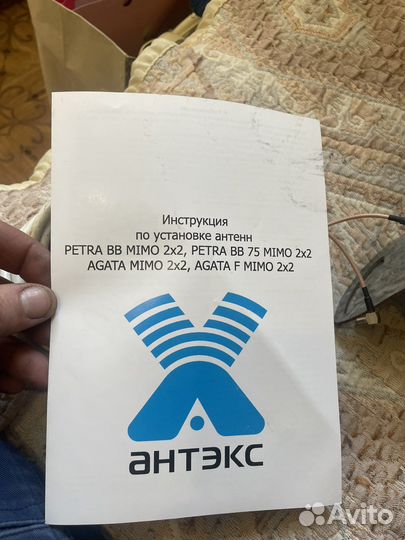 Инструкция
по установке антенн
PETRA BB MIMO 2x2, PETRA BB 75 MIMO 2x2
AGATA MIMO 2x2, AGATA F MIMO 2x2
антэкс
Avito